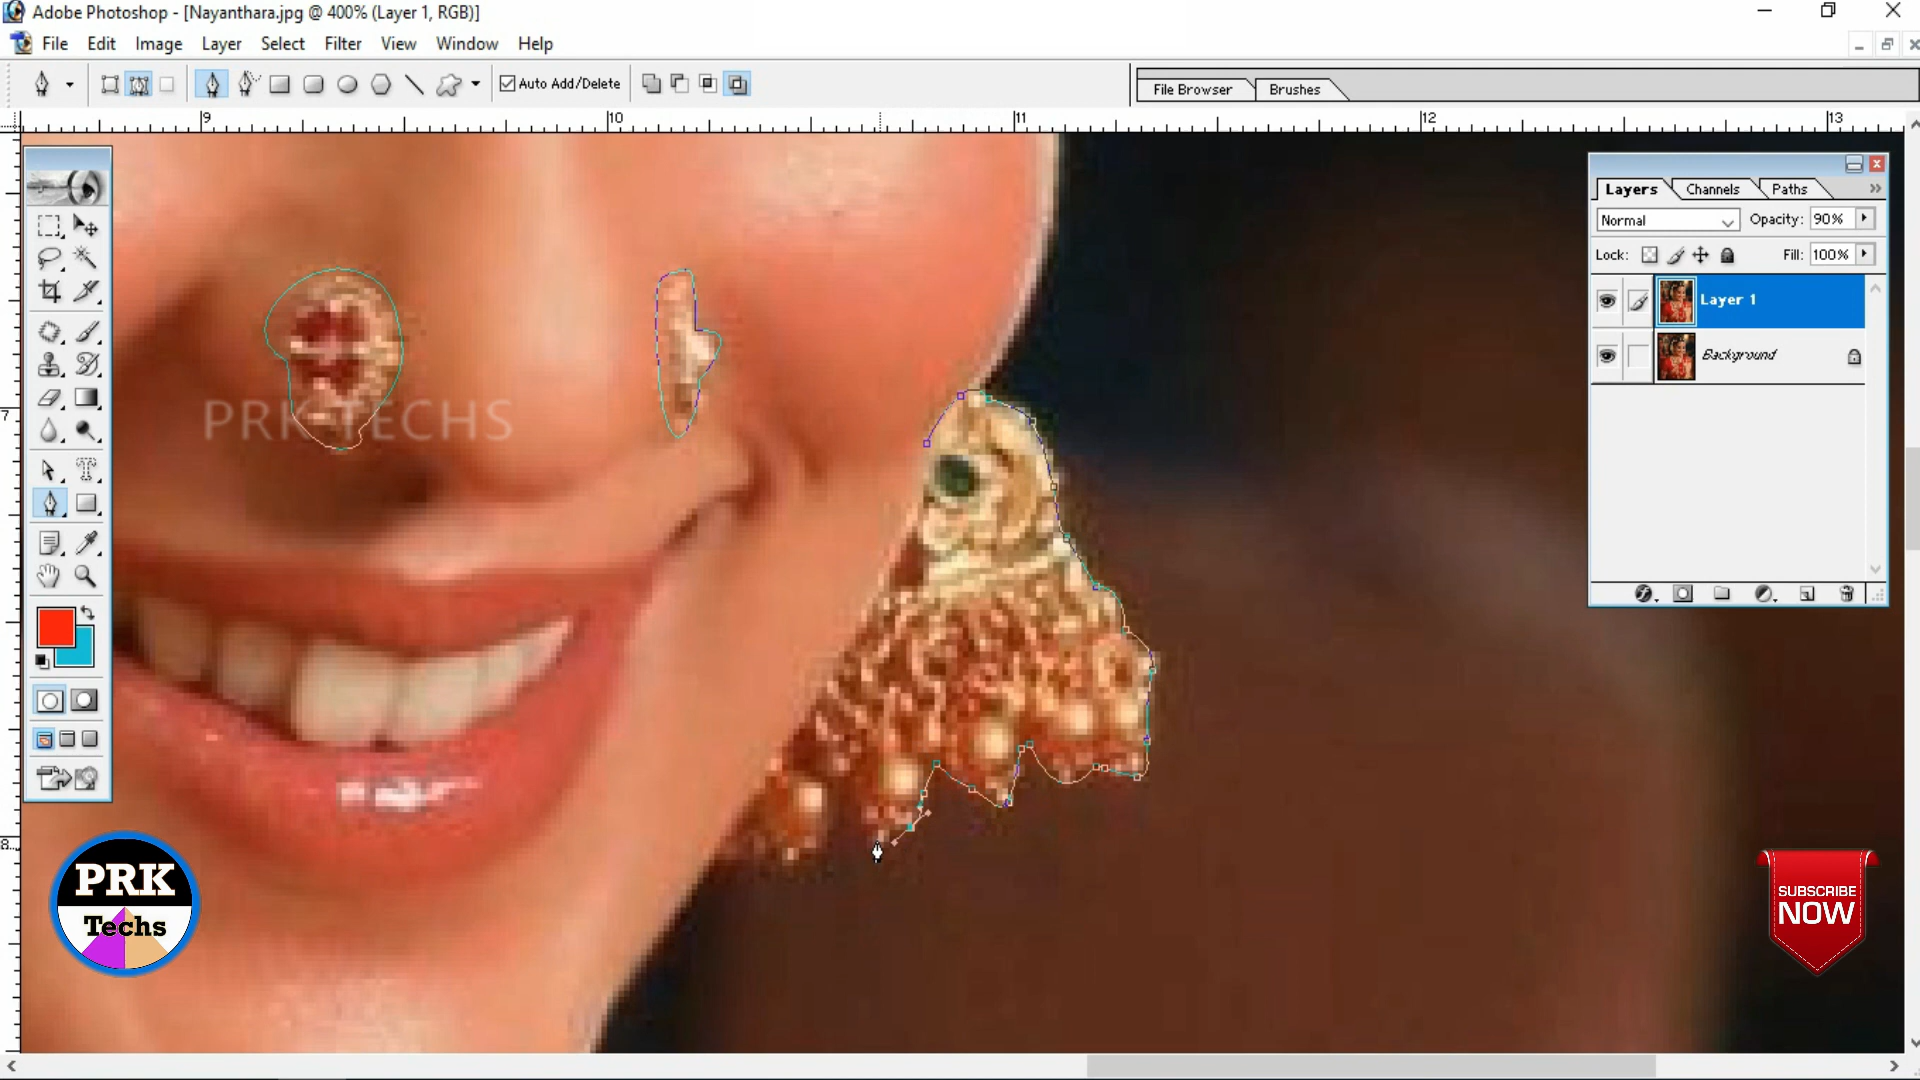 Adobe Photoshop - [Nayanthara.jpg @ 400% (Layer 1, RGB)]
File Edit Image Layer Select Filter View Window Help
Auto Add/Delete
File Browser Brushes
9 10 11 12 13
Layers Channels Paths
Normal Opacity: 90%
Lock: Fill: 100%
Layer 1
Background
7
PRK TECHS
8
PRK
Techs
SUBSCRIBE
NOW